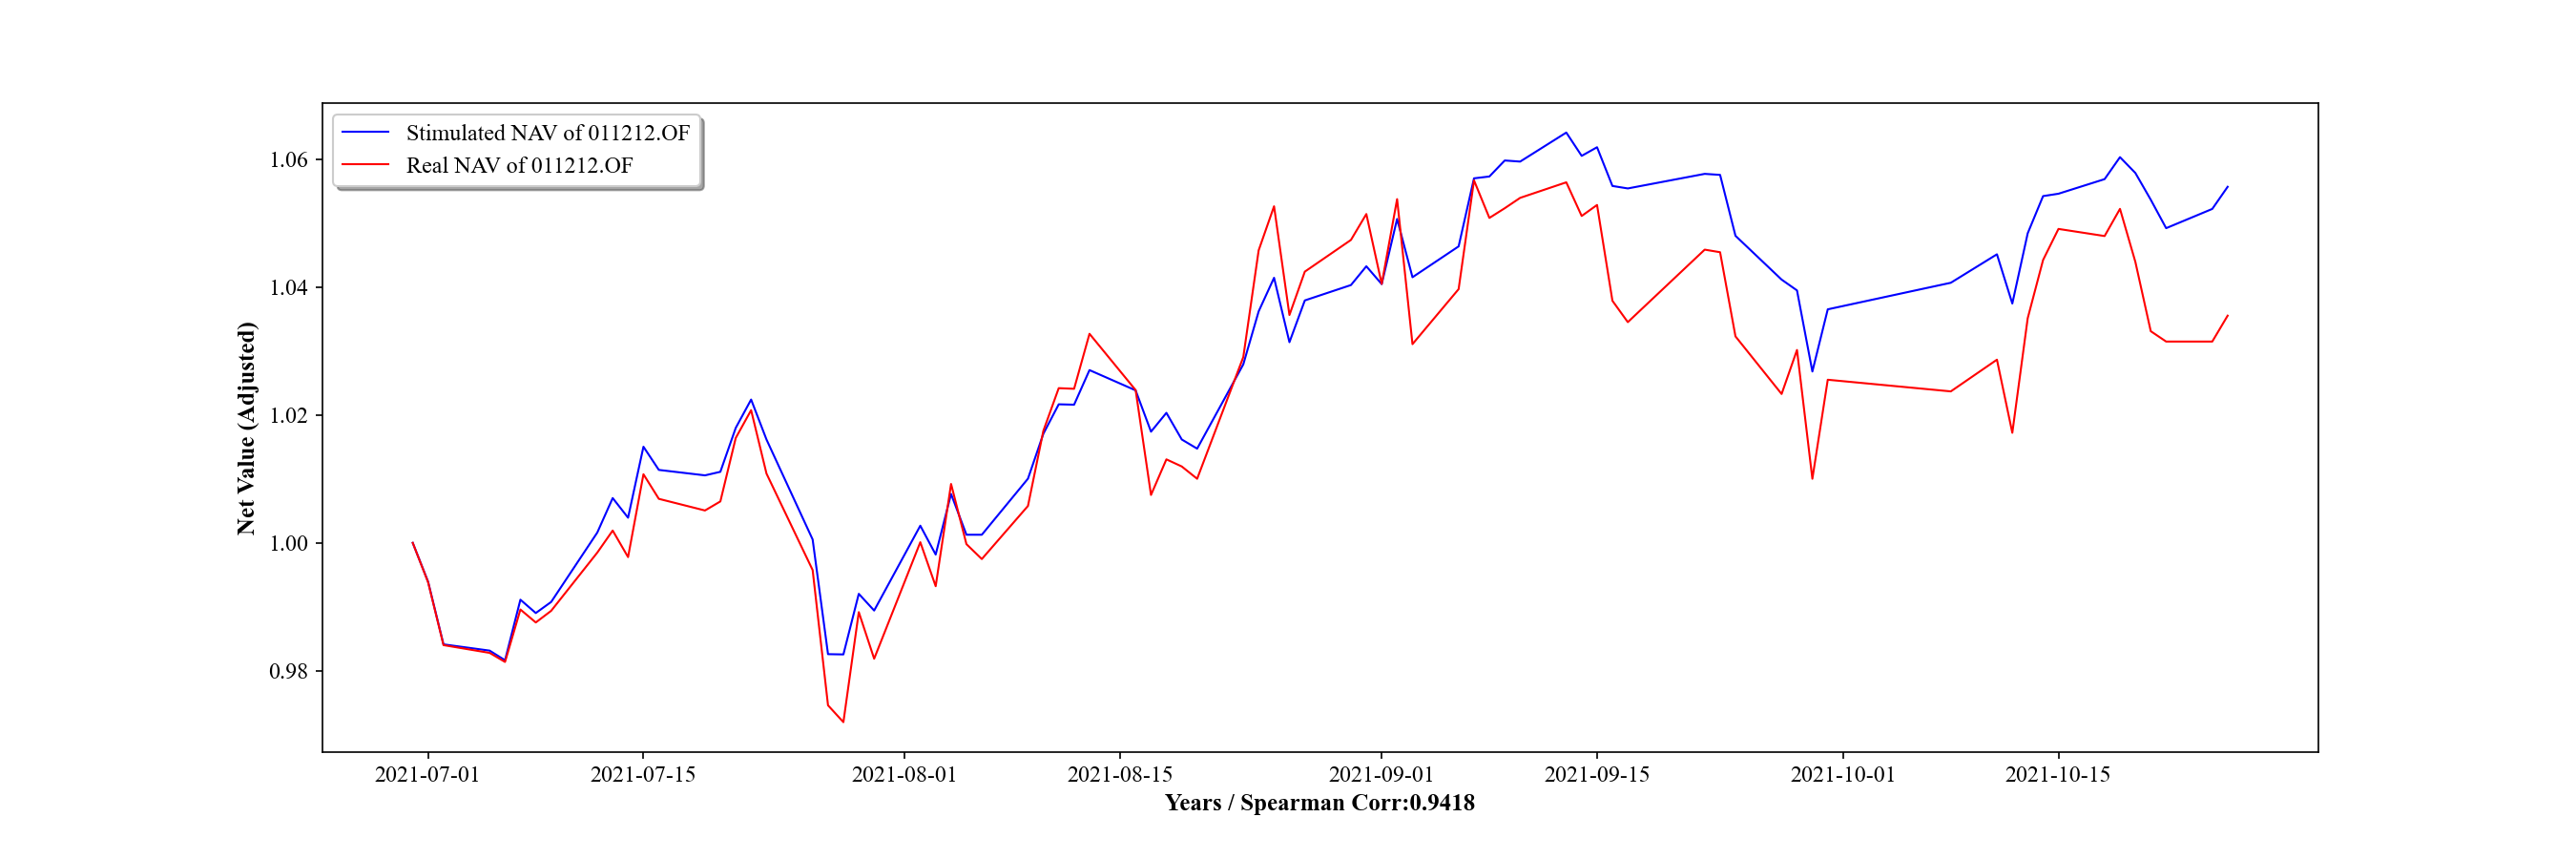 Stimulated NAV of 011212.OF
Real NAV of 011212.OF
1.06
1.04
1.02
1.00
0.98
Net Value (Adjusted)
2021-07-01 2021-07-15 2021-08-01 2021-08-15 2021-09-01 2021-09-15 2021-10-01 2021-10-15
Years / Spearman Corr:0.9418